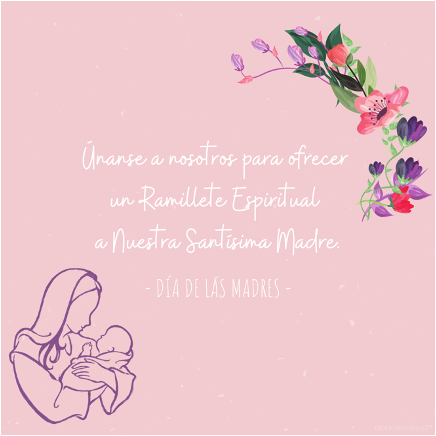 Únanse a nosotros para ofrecer
un Ramillete Espiritual
a Nuestra Santísima Madre.
- DÍA DE LAS MADRES -